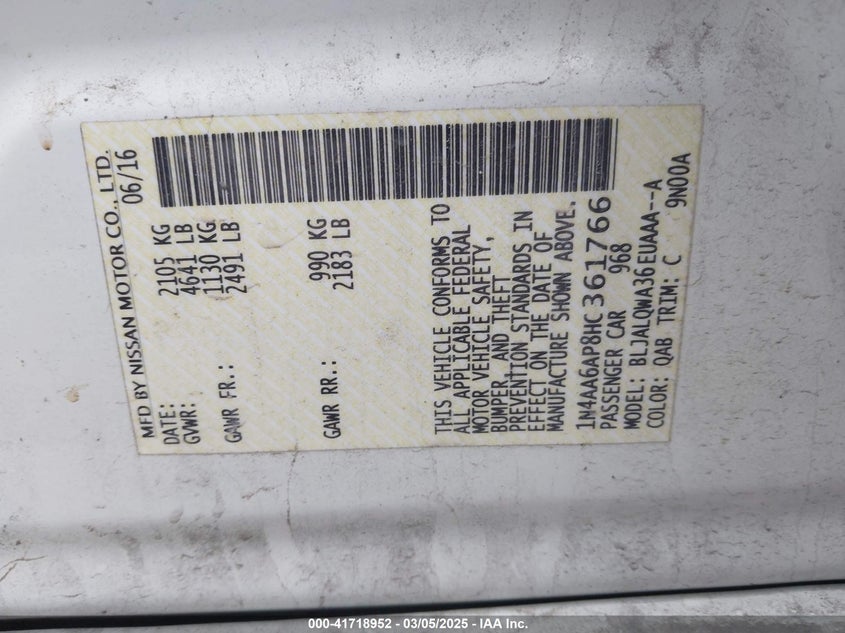 MFD BY NISSAN MOTOR CO., LTD.
DATE: 06/16
GVWR: 2105 KG
4641 LB
GAWR FR.: 1130 KG
2491 LB
GAWR RR.: 990 KG
2183 LB
THIS VEHICLE CONFORMS TO
ALL APPLICABLE FEDERAL
MOTOR VEHICLE SAFETY,
BUMPER, AND THEFT
PREVENTION STANDARDS IN
EFFECT ON THE DATE OF
MANUFACTURE SHOWN ABOVE.
1N4AA6AP8HC361766
PASSENGER CAR 968
MODEL: BLJALQWA36EUAAA--A
COLOR: QAB TRIM: C 9N00A
000-41718952 - 03/05/2025 - IAA Inc.